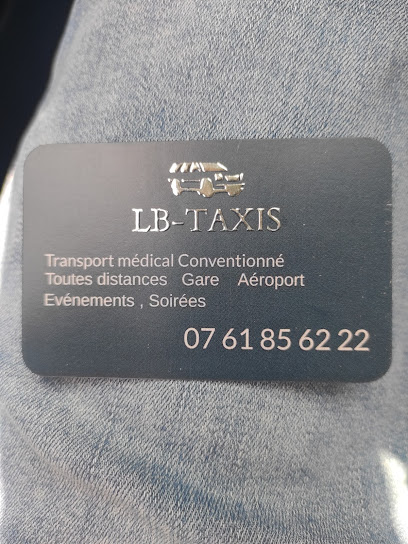 LB-TAXIS
Transport médical Conventionné
Toutes distances Gare Aéroport
Evénements , Soirées
07 61 85 62 22